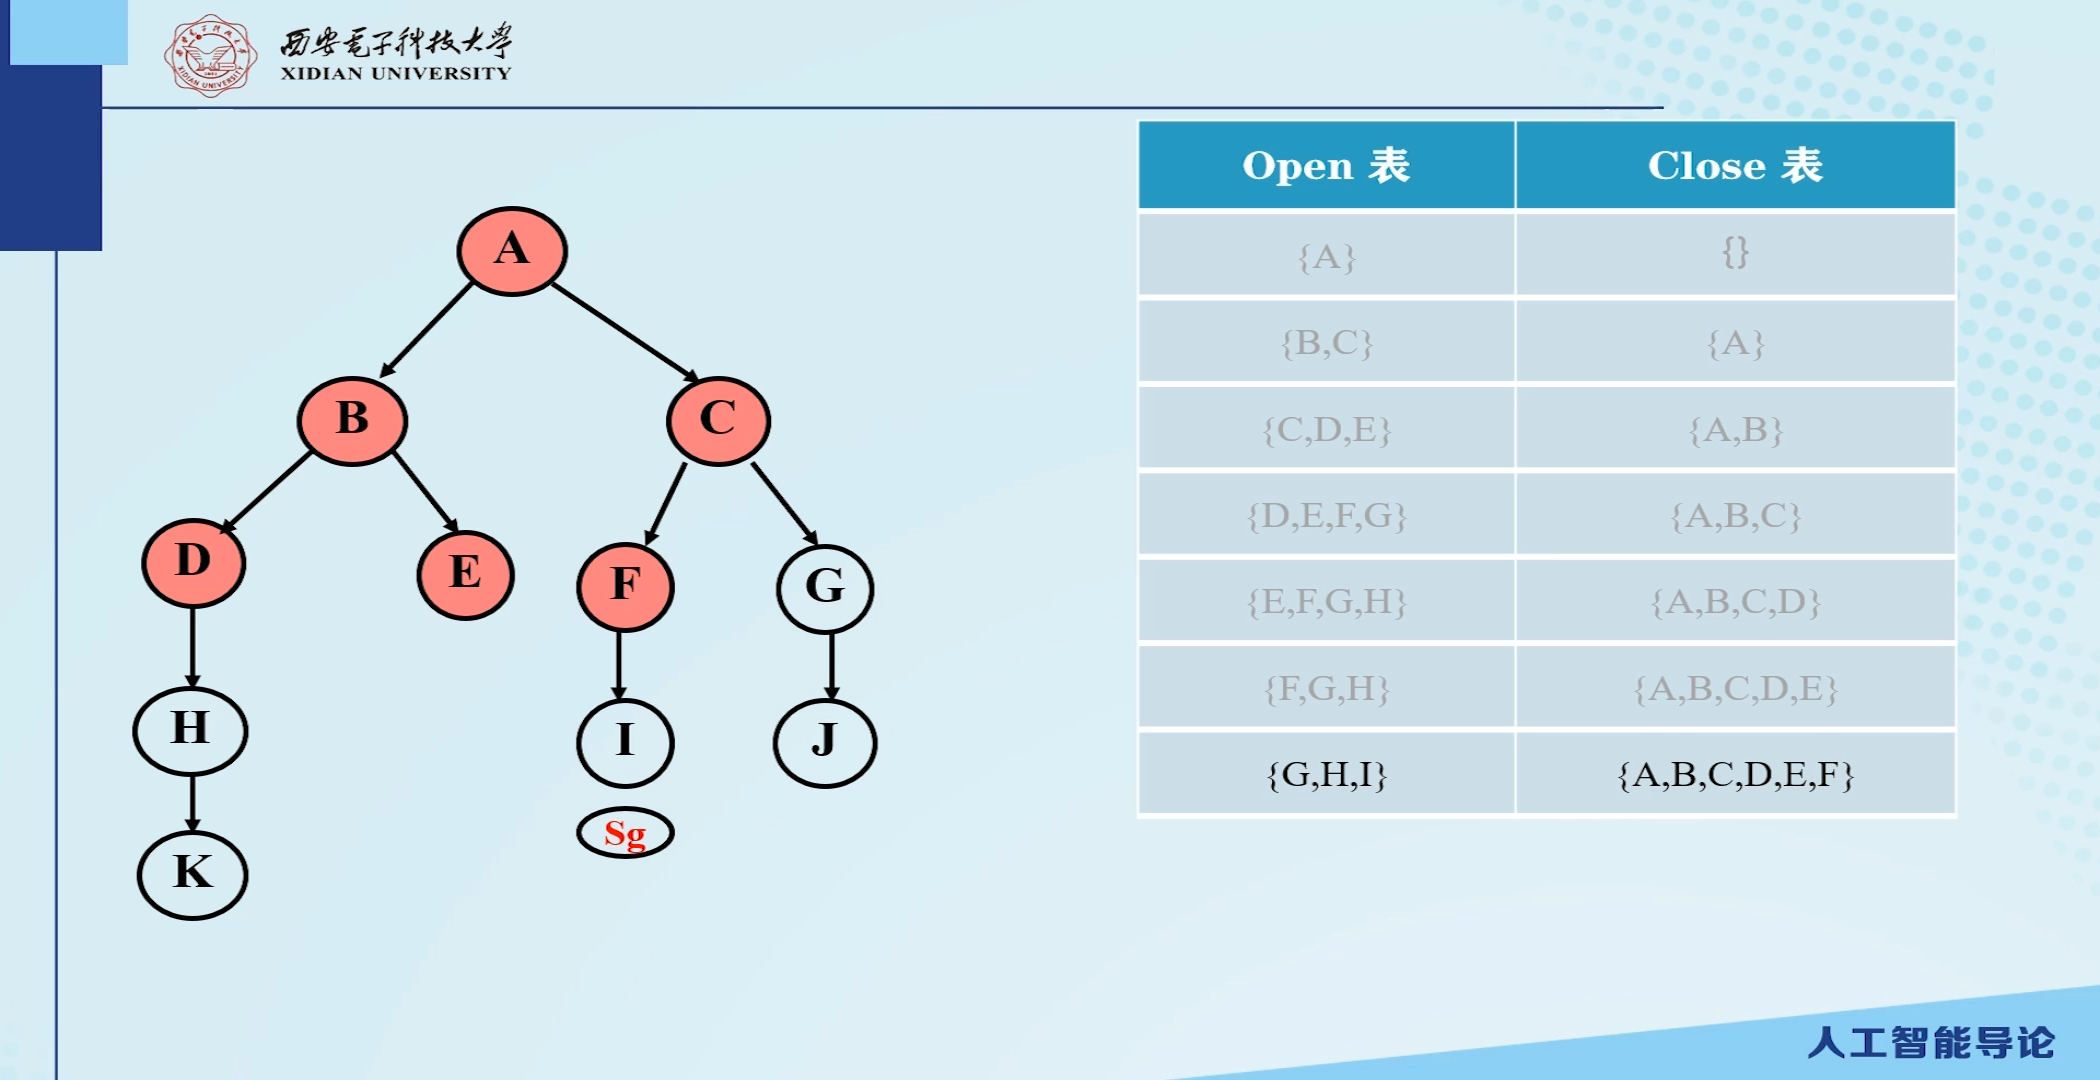 西安电子科技大学
XIDIAN UNIVERSITY
A
B
C
D
E
F
G
H
I
J
Sg
K
Open 表 Close 表
{A} {}
{B,C} {A}
{C,D,E} {A,B}
{D,E,F,G} {A,B,C}
{E,F,G,H} {A,B,C,D}
{F,G,H} {A,B,C,D,E}
{G,H,I} {A,B,C,D,E,F}
人工智能导论